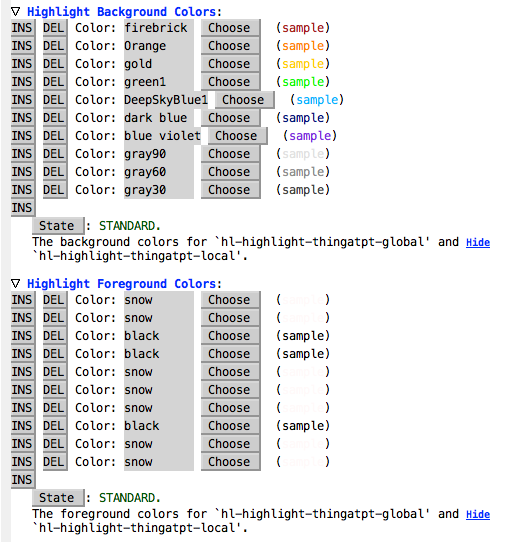 ▽ Highlight Background Colors:
INS DEL Color: firebrick Choose (sample)
INS DEL Color: Orange Choose (sample)
INS DEL Color: gold Choose (sample)
INS DEL Color: green1 Choose (sample)
INS DEL Color: DeepSkyBlue1 Choose (sample)
INS DEL Color: dark blue Choose (sample)
INS DEL Color: blue violet Choose (sample)
INS DEL Color: gray90 Choose (sample)
INS DEL Color: gray60 Choose (sample)
INS DEL Color: gray30 Choose (sample)
INS
State : STANDARD.
The background colors for `hl-highlight-thingatpt-global' and Hide
`hl-highlight-thingatpt-local'.
▽ Highlight Foreground Colors:
INS DEL Color: snow Choose (sample)
INS DEL Color: snow Choose (sample)
INS DEL Color: black Choose (sample)
INS DEL Color: black Choose (sample)
INS DEL Color: snow Choose (sample)
INS DEL Color: snow Choose (sample)
INS DEL Color: snow Choose (sample)
INS DEL Color: black Choose (sample)
INS DEL Color: snow Choose (sample)
INS DEL Color: snow Choose (sample)
INS
State : STANDARD.
The foreground colors for `hl-highlight-thingatpt-global' and Hide
`hl-highlight-thingatpt-local'.